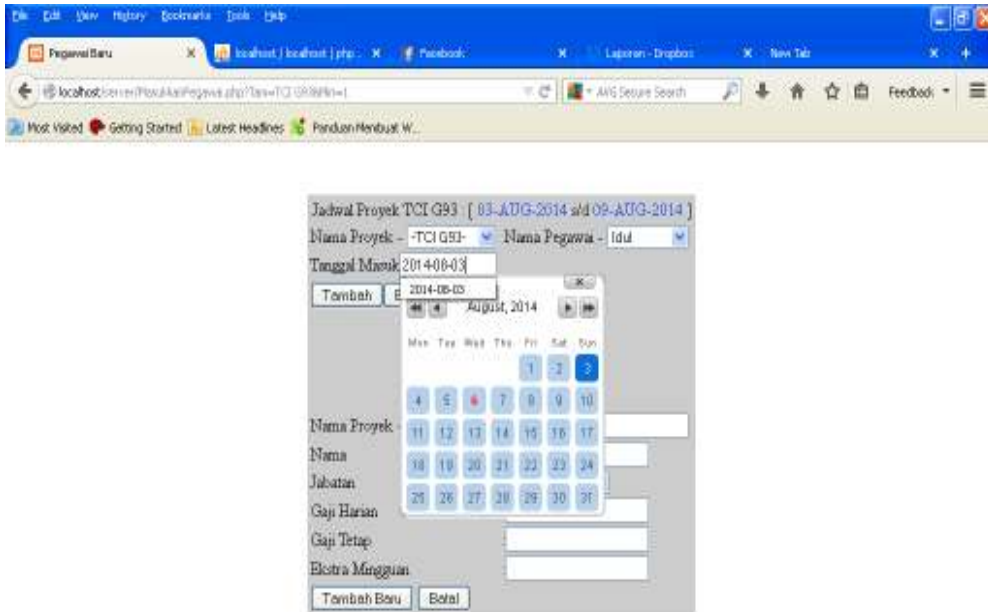 File Edit View History Bookmarks Tools Help
Pegawai Baru
localhost / localhost / php...
Facebook
Laporan - Dropbox
New Tab
AVG Secure Search
Feedback
Most Visited Getting Started Latest Headlines Panduan Membuat W...
Jadwal Proyek TCI G93 : [ 03-AUG-2014 s/d 09-AUG-2014 ]
Nama Proyek - -TCI G93- Nama Pegawai - Idul
Tanggal Masuk 2014-08-03
2014-08-03
Tambah
August, 2014
Mon Tue Wed Thu Fri Sat Sun
1 2 3
4 5 6 7 8 9 10
11 12 13 14 15 16 17
18 19 20 21 22 23 24
25 26 27 28 29 30 31
Nama Proyek -
Nama
Jabatan
Gaji Harian
Gaji Tetap
Ekstra Mingguan
Tambah Baru Batal